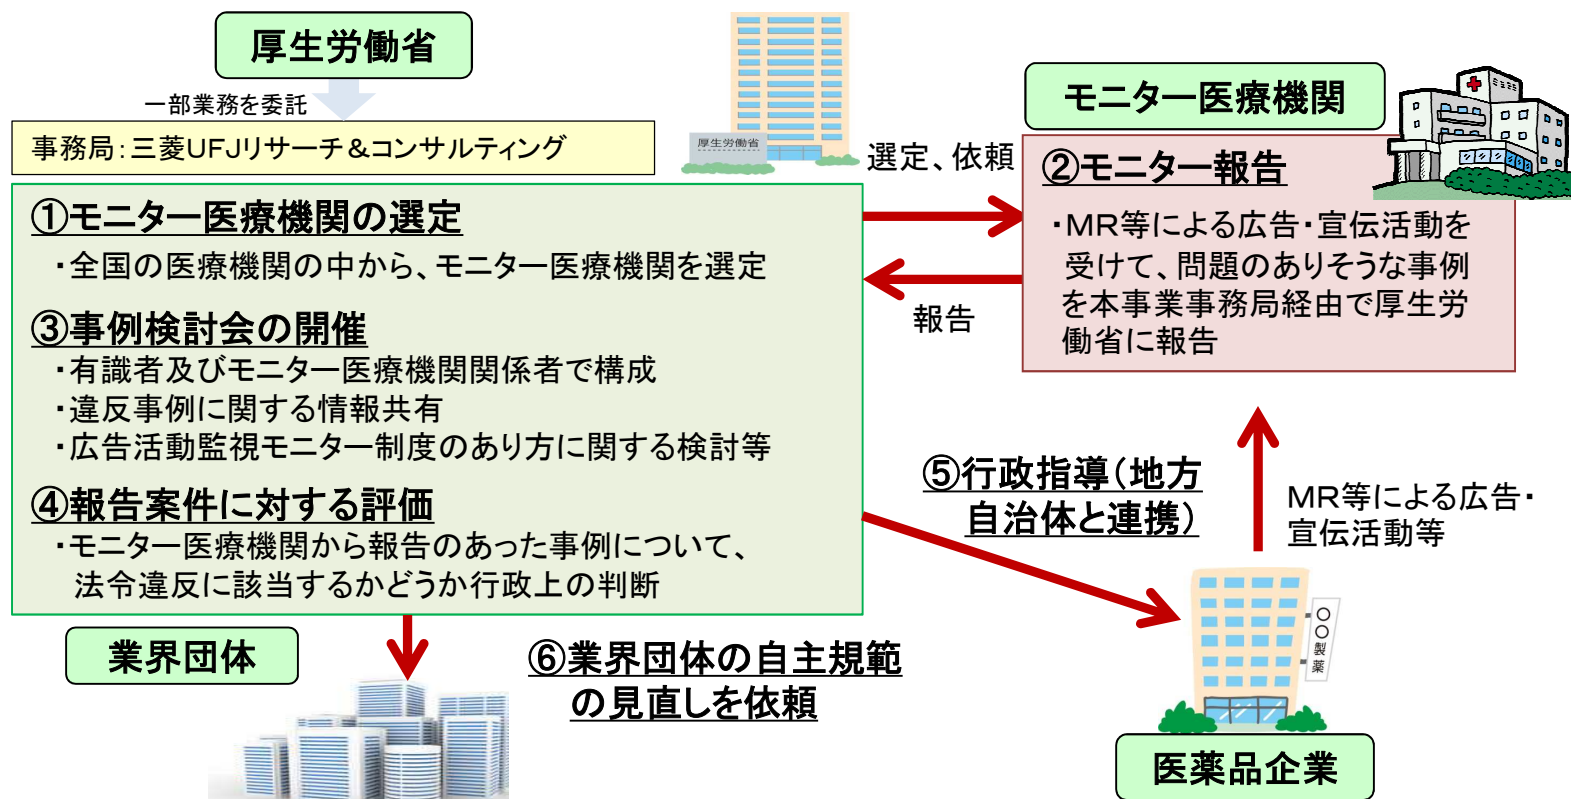 厚生労働省
一部業務を委託
事務局：三菱UFJリサーチ＆コンサルティング
厚生労働省
①モニター医療機関の選定
・全国の医療機関の中から、モニター医療機関を選定
③事例検討会の開催
・有識者及びモニター医療機関関係者で構成
・違反事例に関する情報共有
・広告活動監視モニター制度のあり方に関する検討等
④報告案件に対する評価
・モニター医療機関から報告のあった事例について、
法令違反に該当するかどうか行政上の判断
選定、依頼
報告
モニター医療機関
②モニター報告
・MR等による広告・宣伝活動を
受けて、問題のありそうな事例
を本事業事務局経由で厚生労
働省に報告
⑤行政指導（地方
自治体と連携）
MR等による広告・
宣伝活動等
業界団体
⑥業界団体の自主規範
の見直しを依頼
〇〇製薬
医薬品企業